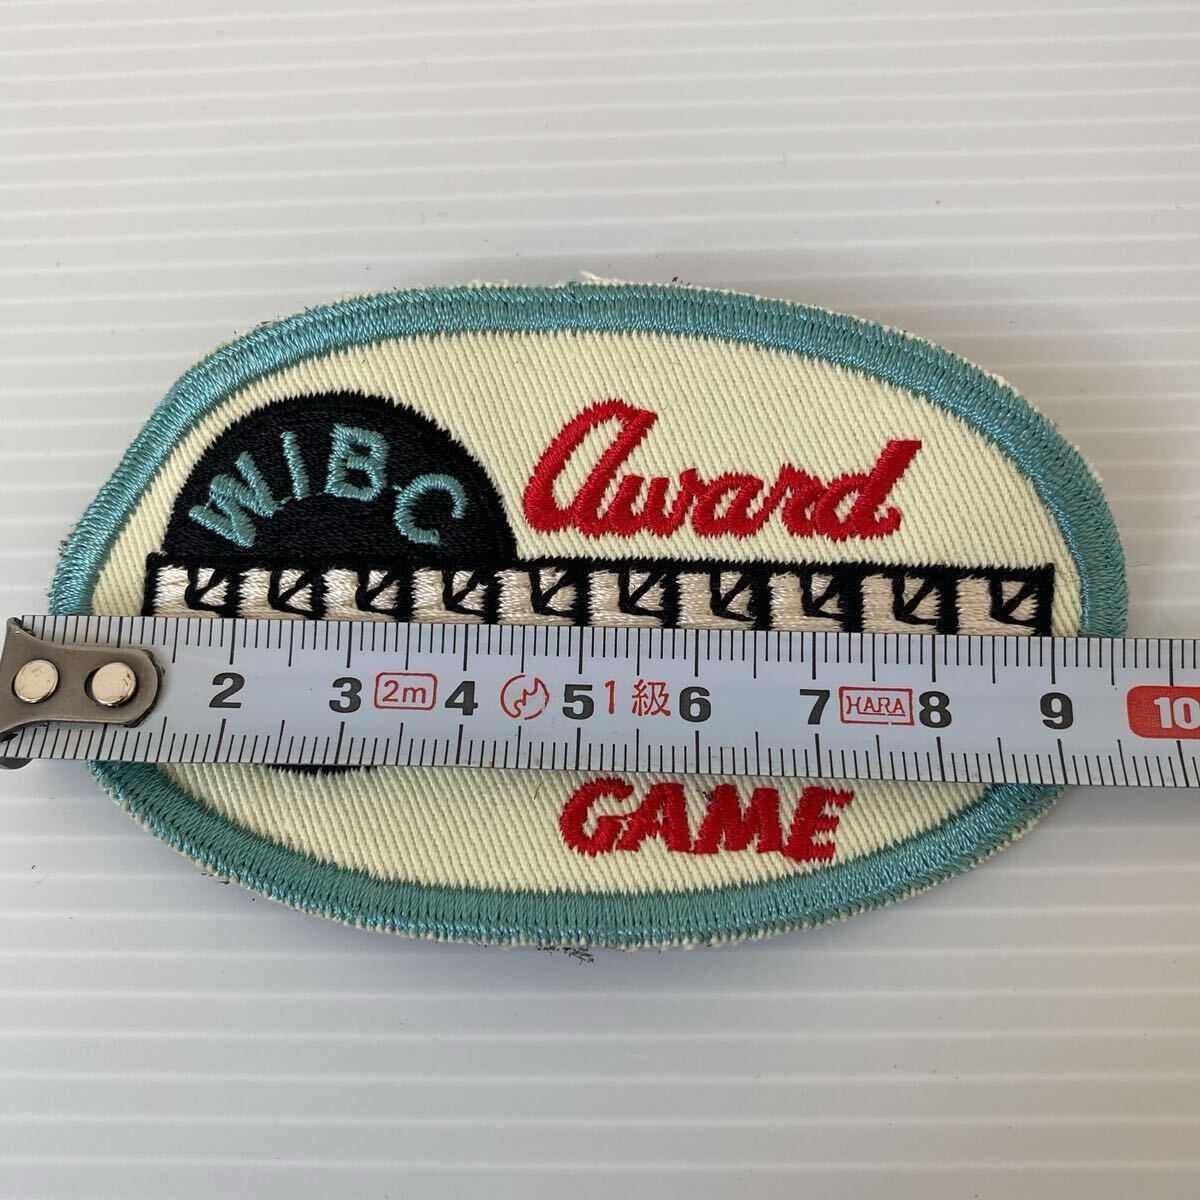 W.I.B.C
Award
2 3 2m 4 5 1級 6 7 HARA 8 9 10
GAME